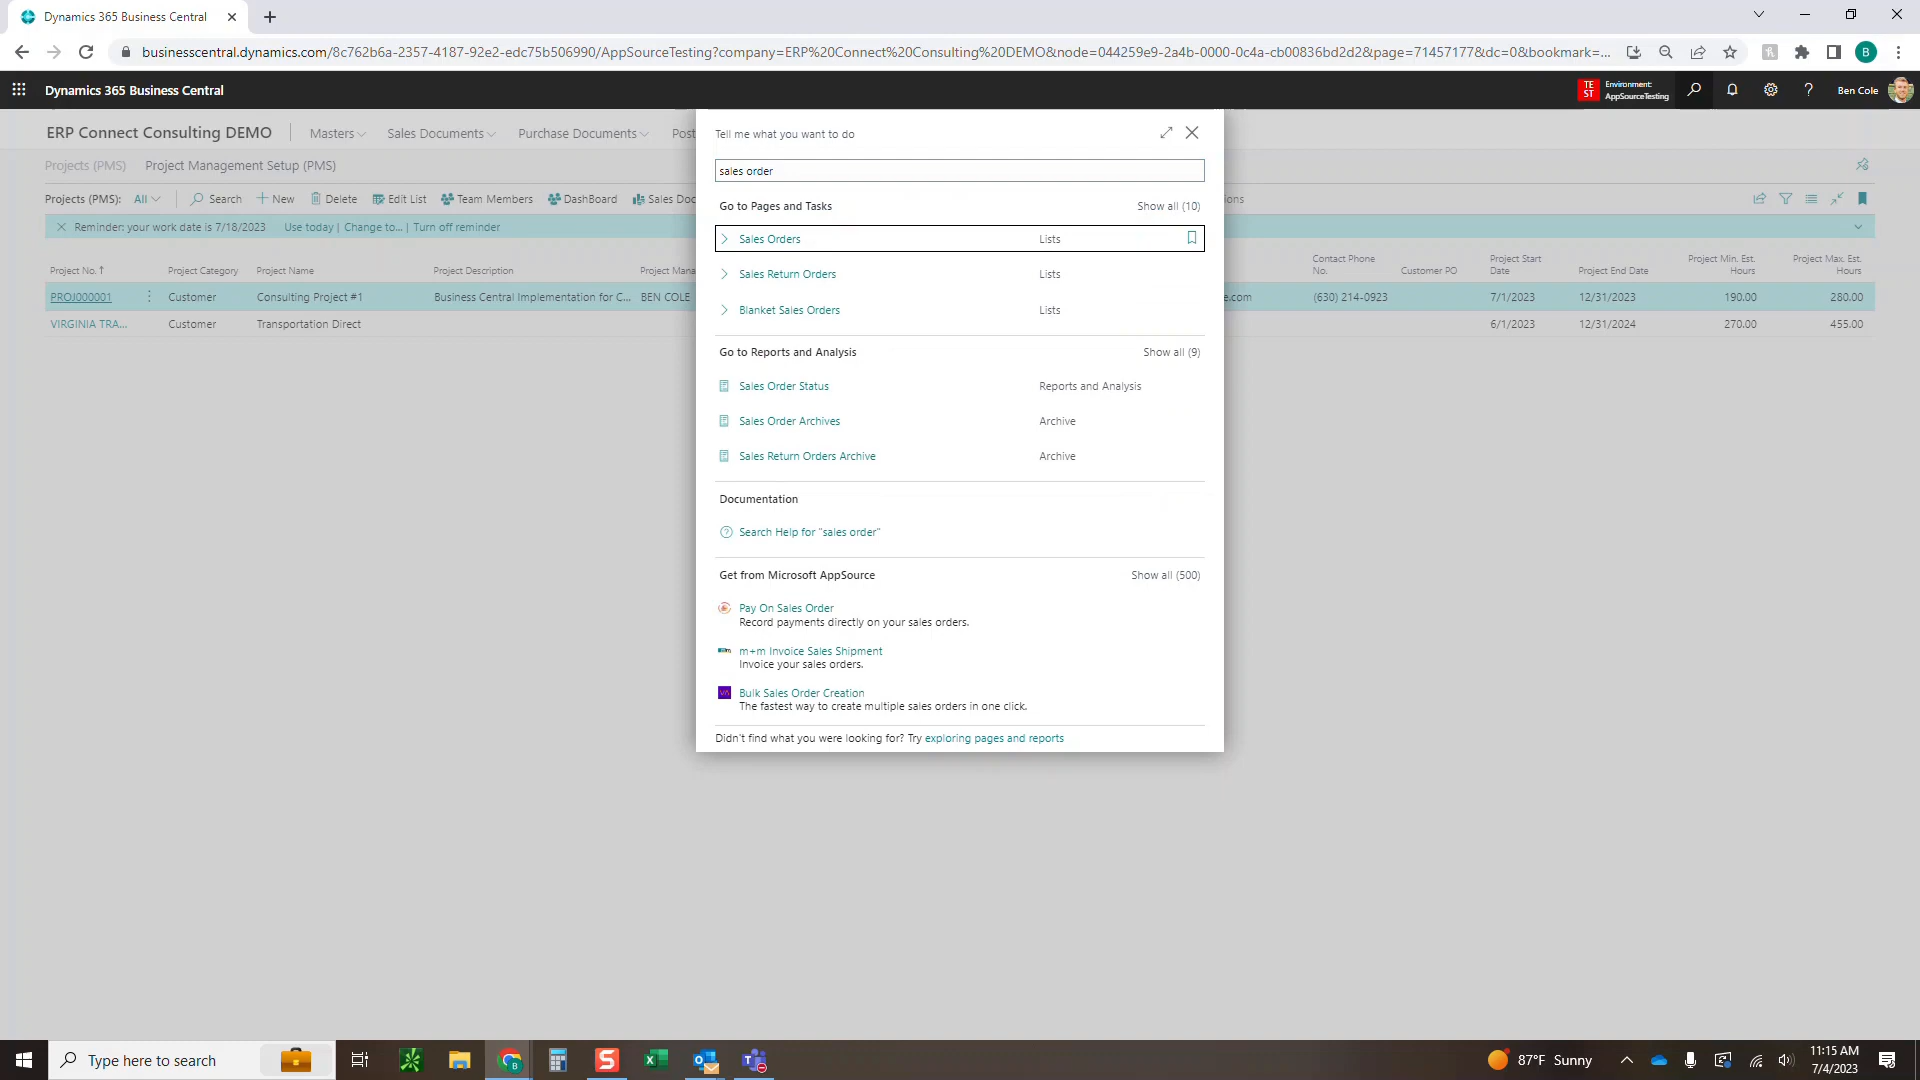 Dynamics 365 Business Central
businesscentral.dynamics.com/8c762b6a-2357-4187-92e2-edc75b506990/AppSourceTesting?company=ERP%20Connect%20Consulting%20DEMO&node=044259e9-2a4b-0000-0c4a-cb00836bd2d2&page=71457177&dc=0&bookmark=...
B
Dynamics 365 Business Central
TE
ST
Environment:
AppSourceTesting
?
Ben Cole
ERP Connect Consulting DEMO
Masters
Sales Documents
Purchase Documents
Post
Projects (PMS)
Project Management Setup (PMS)
Projects (PMS):
All
Search
New
Delete
Edit List
Team Members
DashBoard
Sales Doc
ions
Reminder: your work date is 7/18/2023
Use today | Change to... | Turn off reminder
Project No. ↑
Project Category
Project Name
Project Description
Project Mana
Contact Phone
No.
Customer PO
Project Start
Date
Project End Date
Project Min. Est.
Hours
Project Max. Est.
Hours
PROJ000001
Customer
Consulting Project #1
Business Central Implementation for C...
BEN COLE
e.com
(630) 214-0923
7/1/2023
12/31/2023
190.00
280.00
VIRGINIA TRA...
Customer
Transportation Direct
6/1/2023
12/31/2024
270.00
455.00
Tell me what you want to do
sales order
Go to Pages and Tasks
Show all (10)
Sales Orders
Lists
Sales Return Orders
Lists
Blanket Sales Orders
Lists
Go to Reports and Analysis
Show all (9)
Sales Order Status
Reports and Analysis
Sales Order Archives
Archive
Sales Return Orders Archive
Archive
Documentation
Search Help for "sales order"
Get from Microsoft AppSource
Show all (500)
Pay On Sales Order
Record payments directly on your sales orders.
m+m Invoice Sales Shipment
Invoice your sales orders.
Bulk Sales Order Creation
The fastest way to create multiple sales orders in one click.
Didn't find what you were looking for? Try exploring pages and reports
Type here to search
87°F Sunny
11:15 AM
7/4/2023